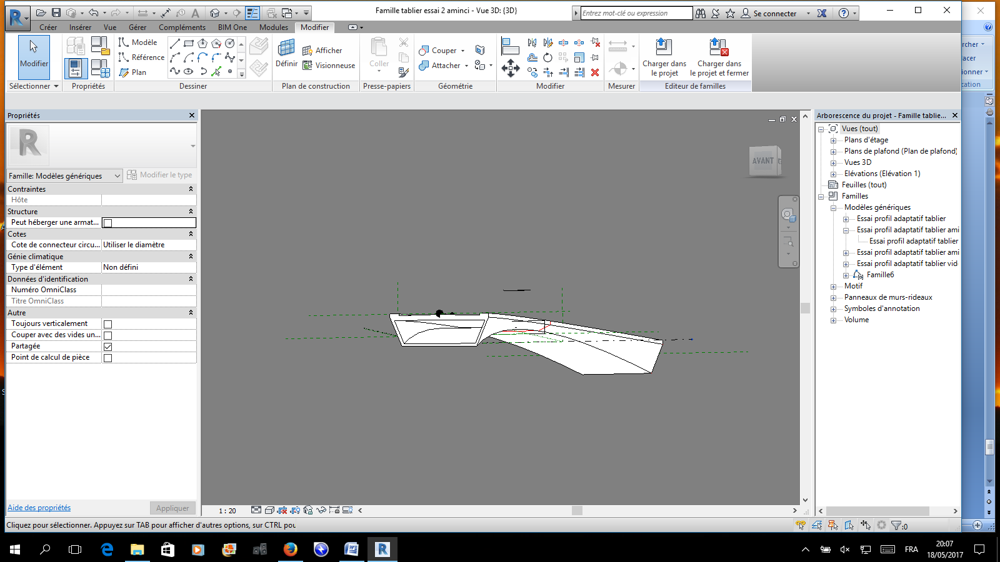 Famille tablier essai 2 aminci - Vue 3D: {3D}
Entrez mot-clé ou expression
Se connecter
Créer Insérer Vue Gérer Compléments BIM One Modules Modifier
Modifier
Modèle
Référence
Plan
Définir
Afficher
Visionneuse
Coller
Couper
Attacher
Charger dans
le projet
Charger dans
le projet et fermer
Sélectionner Propriétés Dessiner Plan de construction Presse-papiers Géométrie Modifier Mesurer Editeur de familles
rcher
lacer
ionner
cation
Propriétés
R
Famille: Modèles génériques
Modifier le type
Contraintes
Hôte
Structure
Peut héberger une armat...
Cotes
Cote de connecteur circu... Utiliser le diamètre
Génie climatique
Type d'élément Non défini
Données d'identification
Numéro OmniClass
Titre OmniClass
Autre
Toujours verticalement
Couper avec des vides un...
Partagée
Point de calcul de pièce
Aide des propriétés
Appliquer
AVANT
1 : 20
Arborescence du projet - Famille tablie...
Vues (tout)
Plans d'étage
Plans de plafond (Plan de plafond)
Vues 3D
Elévations (Elévation 1)
Feuilles (tout)
Familles
Modèles génériques
Essai profil adaptatif tablier
Essai profil adaptatif tablier ami
Essai profil adaptatif tablier
Essai profil adaptatif tablier ami
Essai profil adaptatif tablier vid
Famille6
Motif
Panneaux de murs-rideaux
Symboles d'annotation
Volume
Cliquez pour sélectionner. Appuyez sur TAB pour afficher d'autres options, sur CTRL pou
:0
FRA
20:07
18/05/2017